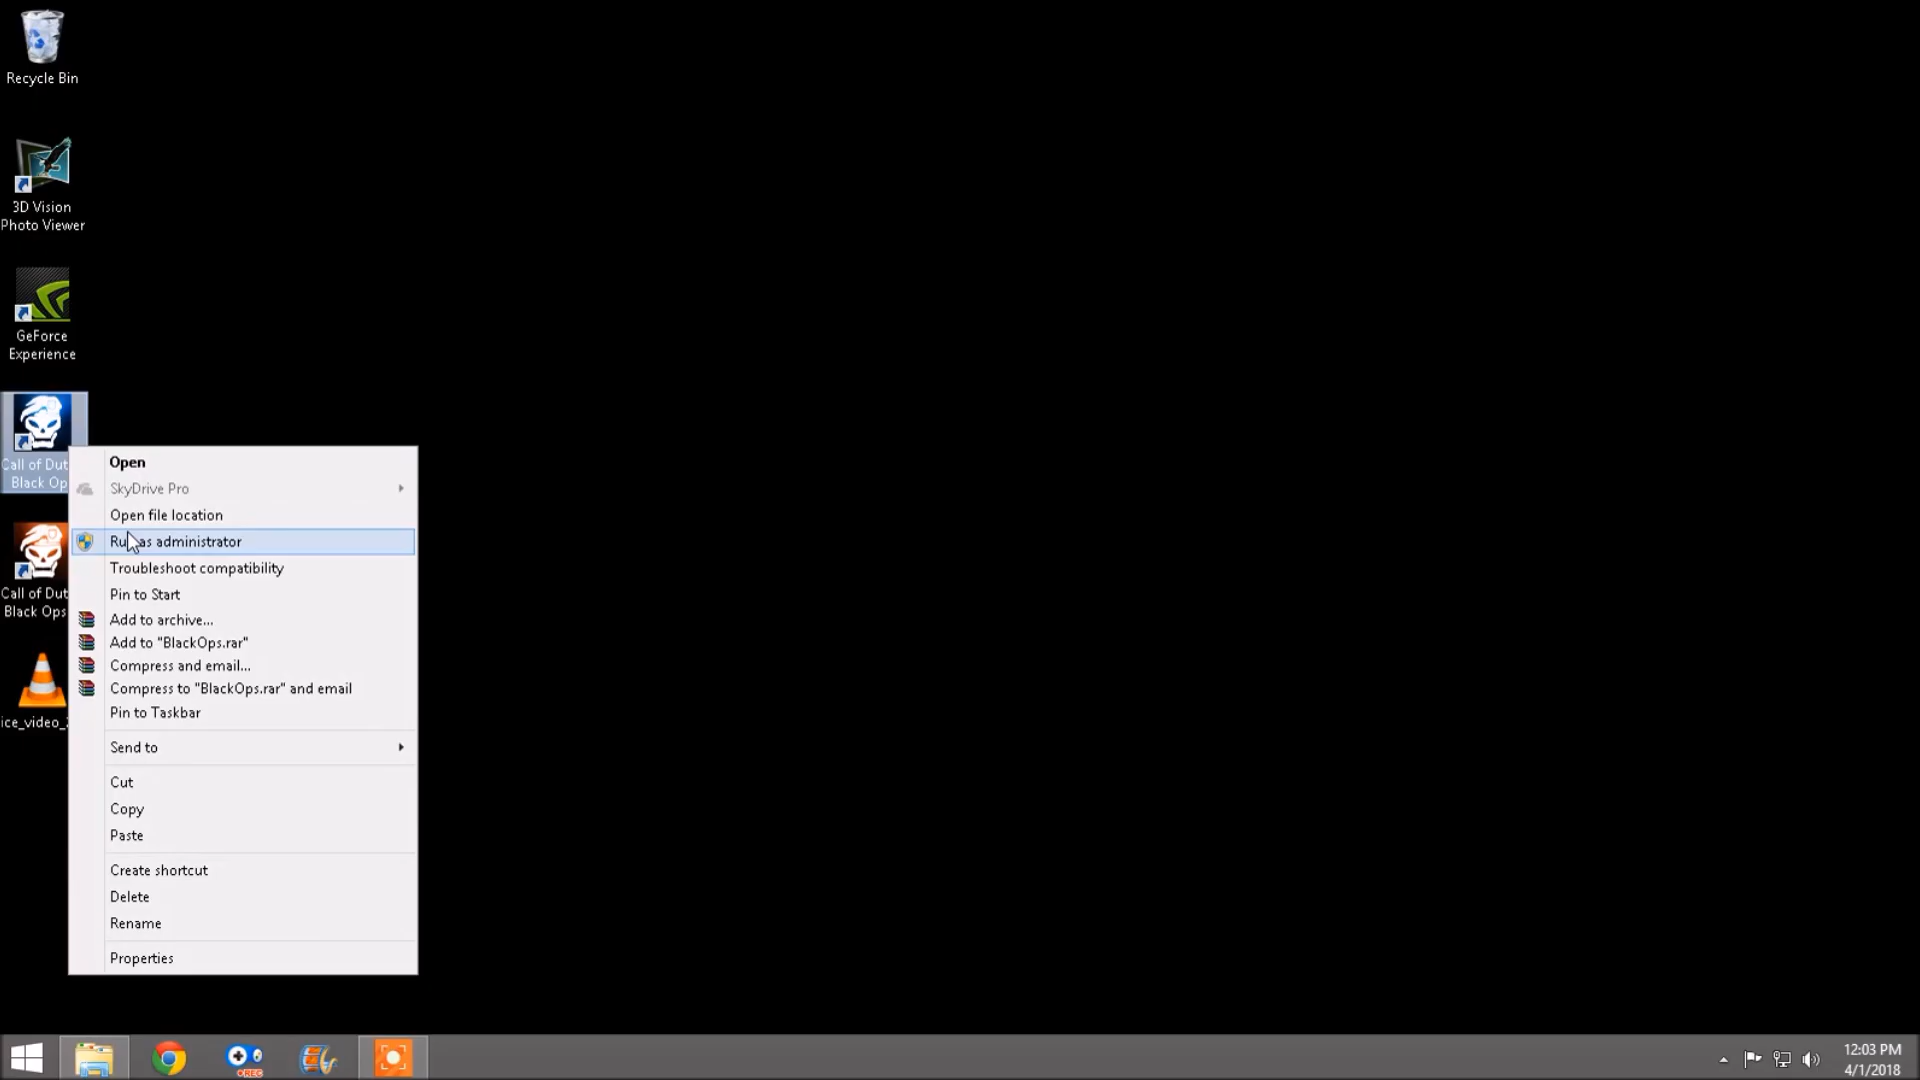 Recycle Bin
3D Vision
Photo Viewer
GeForce
Experience
Call of Dut
Black Op
Call of Dut
Black Ops
ice_video_
Open
SkyDrive Pro
Open file location
Ru as administrator
Troubleshoot compatibility
Pin to Start
Add to archive...
Add to "BlackOps.rar"
Compress and email...
Compress to "BlackOps.rar" and email
Pin to Taskbar
Send to
Cut
Copy
Paste
Create shortcut
Delete
Rename
Properties
REC
12:03 PM
4/1/2018